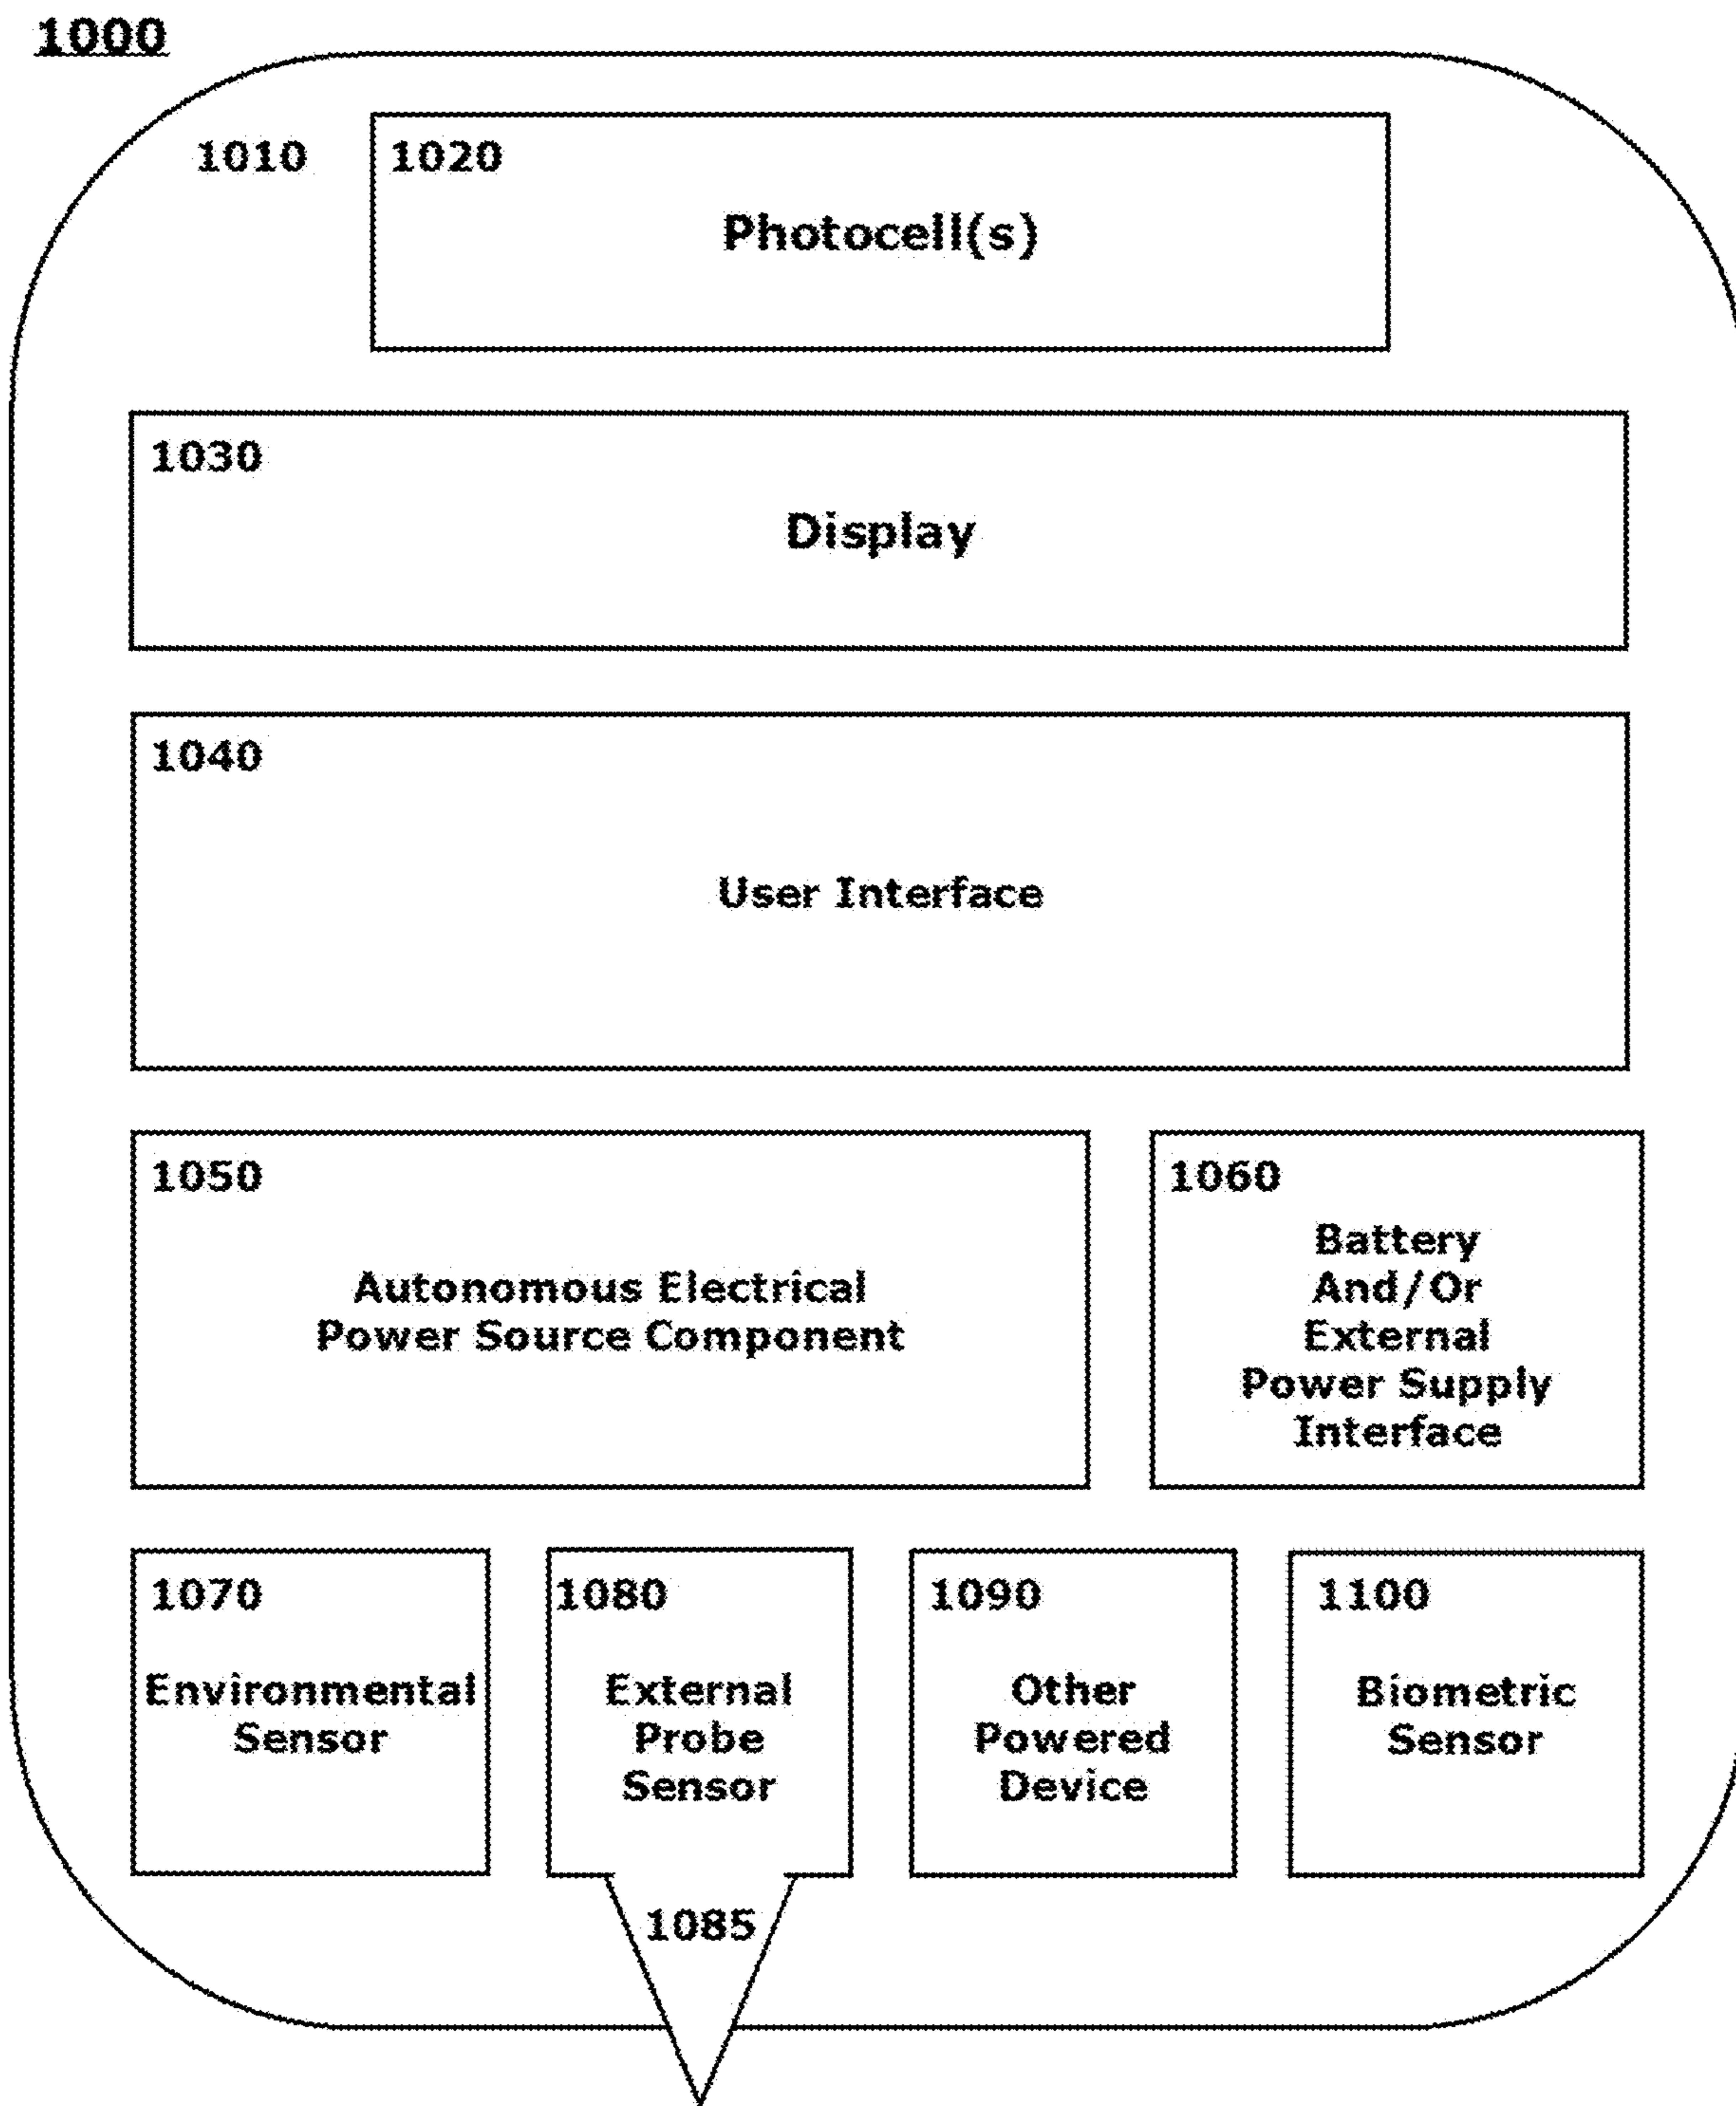 1000
1010
1020
Photocell(s)
1030
Display
1040
User Interface
1050
Autonomous Electrical
Power Source Component
1060
Battery
And/Or
External
Power Supply
Interface
1070
Environmental
Sensor
1080
External
Probe
Sensor
1085
1090
Other
Powered
Device
1100
Biometric
Sensor